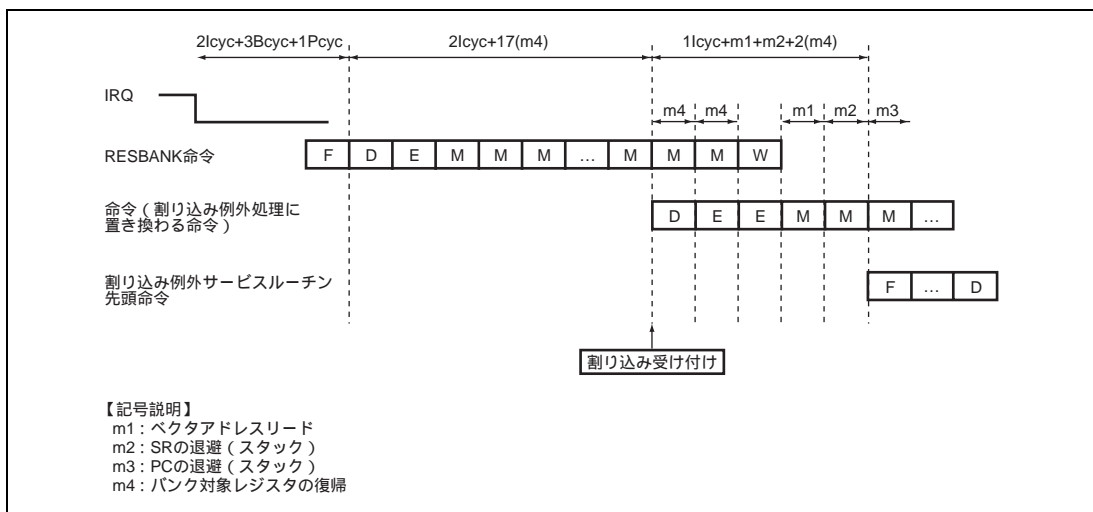 2Icyc+3Bcyc+1Pcyc 2Icyc+17(m4) 1Icyc+m1+m2+2(m4)
IRQ
m4 m4 m1 m2 m3
RESBANK命令 F D E M M M … M M M W
命令(割り込み例外処理に
置き換わる命令) D E E M M M …
割り込み例外サービスルーチン
先頭命令 F … D
割り込み受け付け
【記号説明】
m1:ベクタアドレスリード
m2:SRの退避(スタック)
m3:PCの退避(スタック)
m4:バンク対象レジスタの復帰